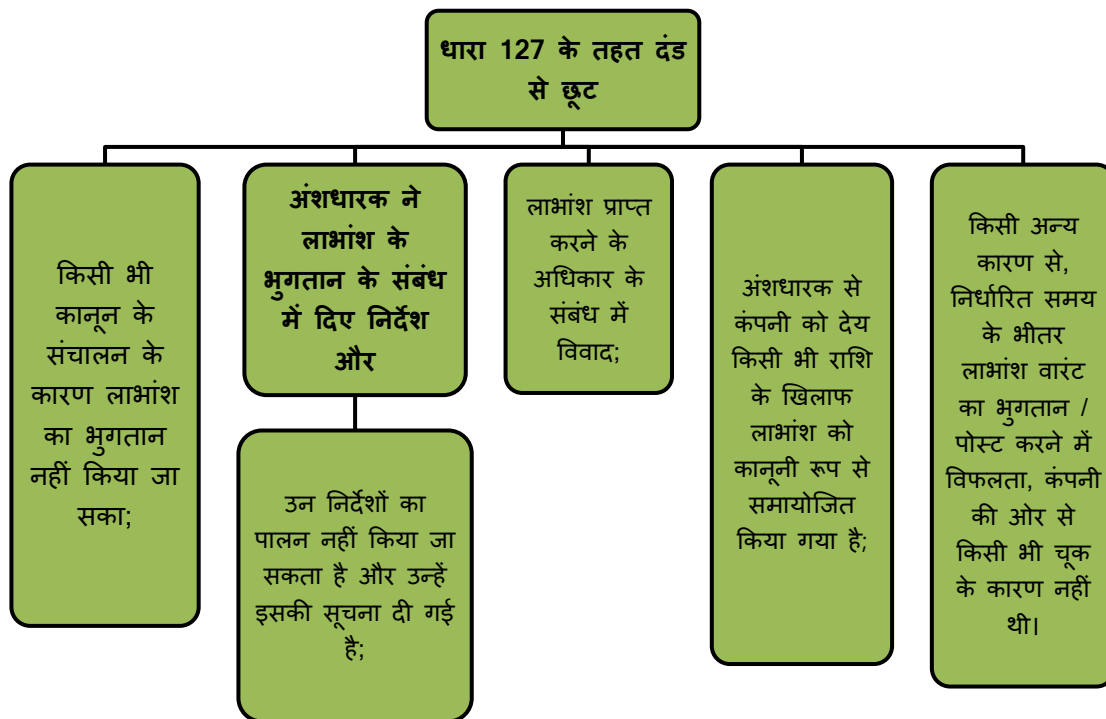 धारा 127 के तहत दंड
से छूट
किसी भी
कानून के
संचालन के
कारण लाभांश
का भुगतान
नहीं किया जा
सका;
अंशधारक ने
लाभांश के
भुगतान के संबंध
में दिए निर्देश
और
उन निर्देशों का
पालन नहीं किया जा
सकता है और उन्हें
इसकी सूचना दी गई
है;
लाभांश प्राप्त
करने के
अधिकार के
संबंध में
विवाद;
अंशधारक से
कंपनी को देय
किसी भी राशि
के खिलाफ
लाभांश को
कानूनी रूप से
समायोजित
किया गया है;
किसी अन्य
कारण से,
निर्धारित समय
के भीतर
लाभांश वारंट
का भुगतान /
पोस्ट करने में
विफलता, कंपनी
की ओर से
किसी भी चूक
के कारण नहीं
थी।